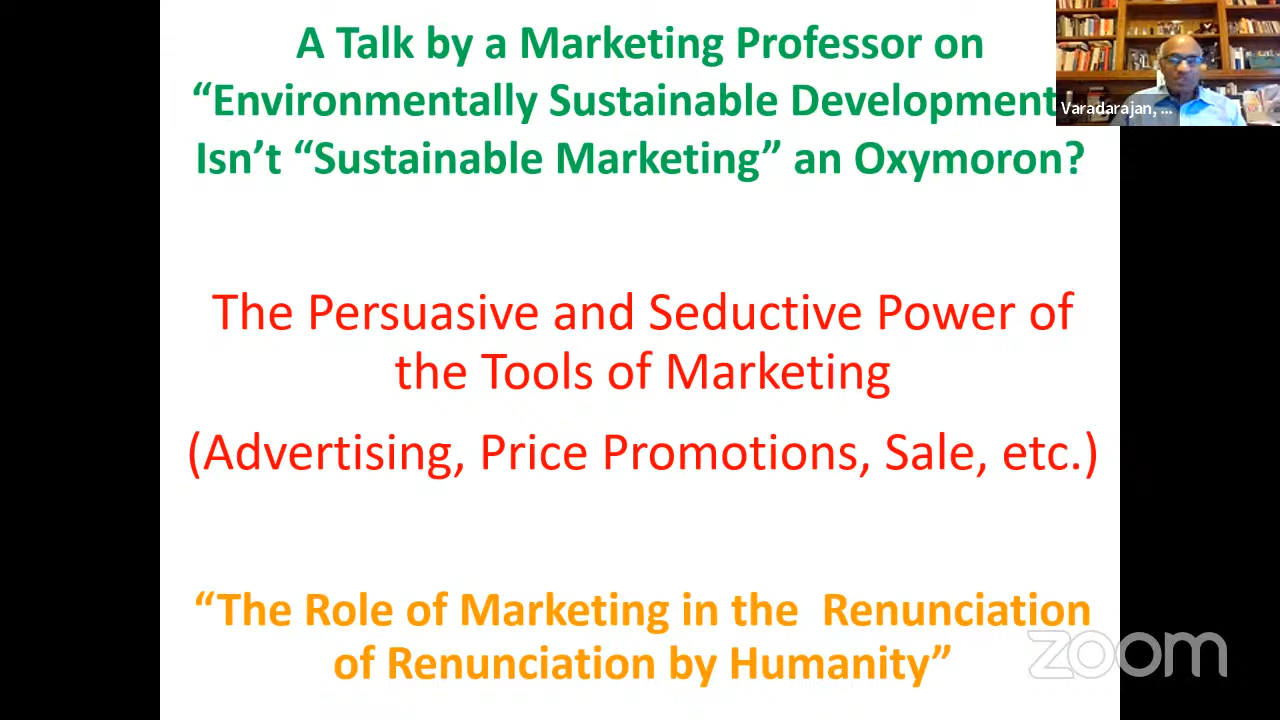 A Talk by a Marketing Professor on
“Environmentally Sustainable Development
Isn’t “Sustainable Marketing” an Oxymoron?
Varadarajan, ...
The Persuasive and Seductive Power of
the Tools of Marketing
(Advertising, Price Promotions, Sale, etc.)
“The Role of Marketing in the Renunciation
of Renunciation by Humanity”
zoom